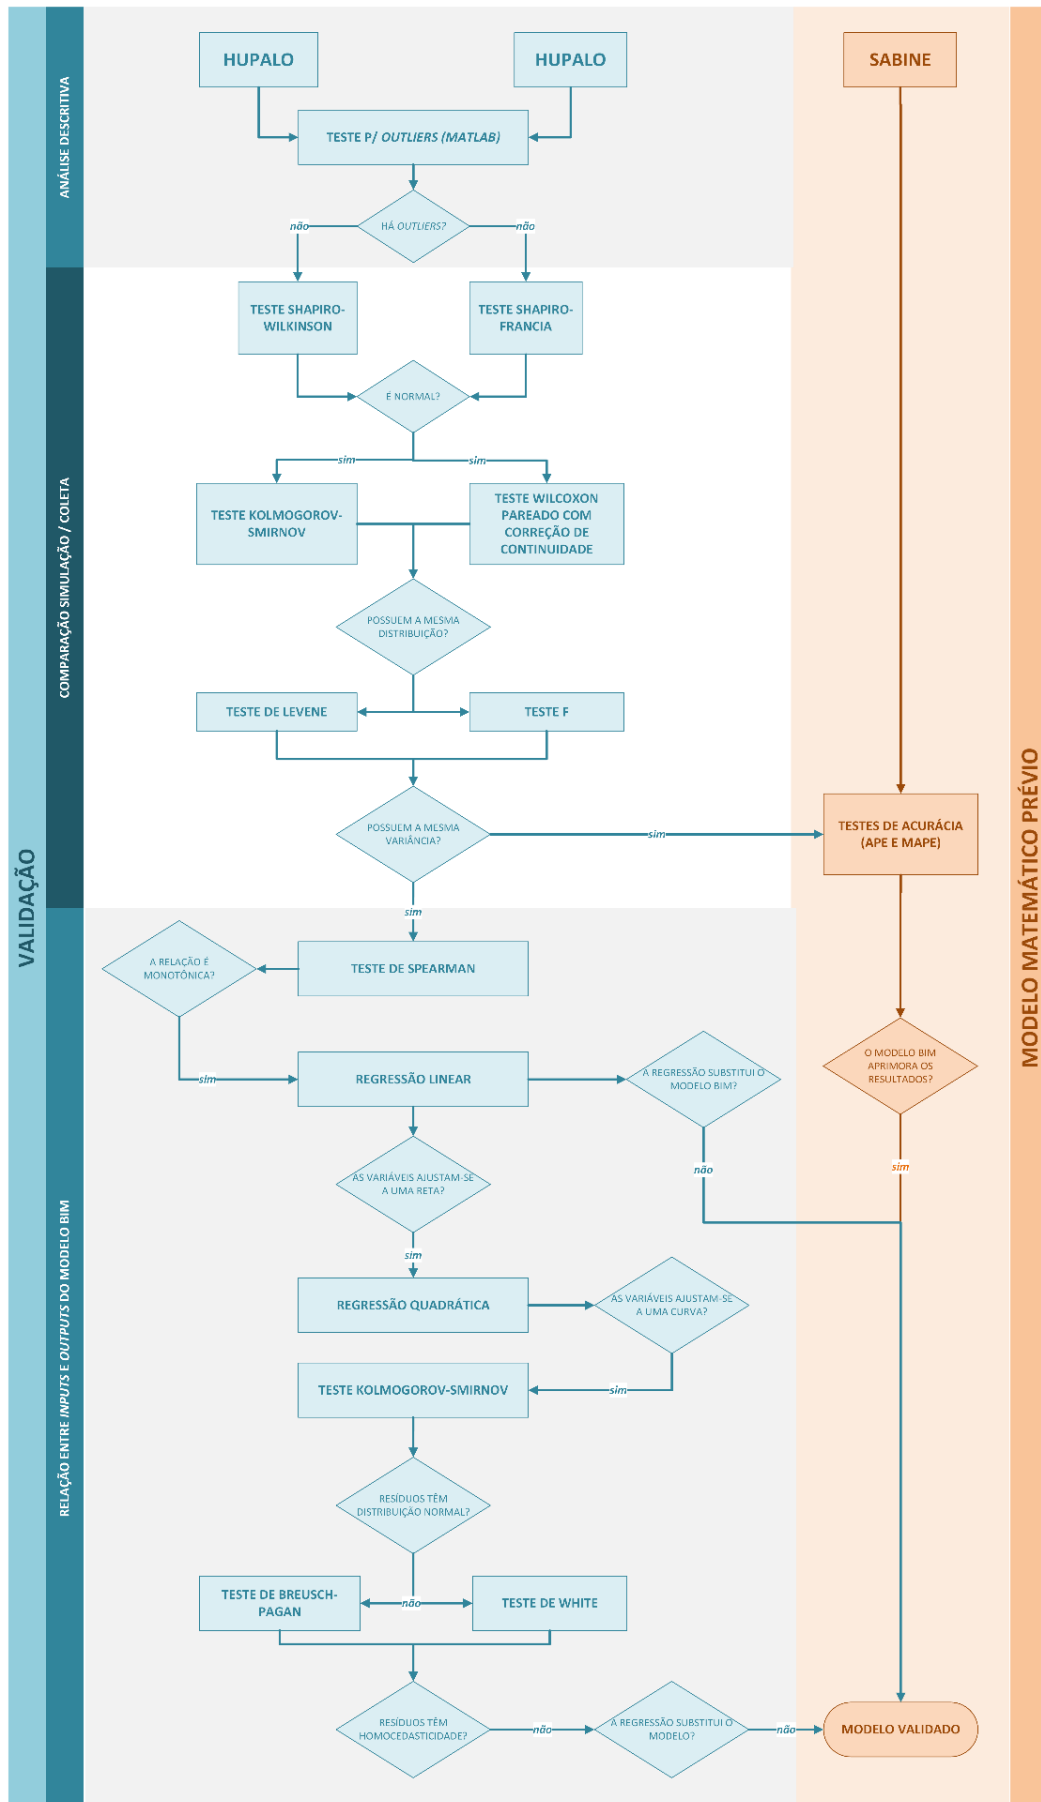 VALIDAÇÃO
MODELO MATEMÁTICO PRÉVIO
ANÁLISE DESCRITIVA
HUPALO
HUPALO
SABINE
TESTE P/ OUTLIERS (MATLAB)
HÁ OUTLIERS?
não
não
COMPARAÇÃO SIMULAÇÃO / COLETA
TESTE SHAPIRO-
WILKINSON
TESTE SHAPIRO-
FRANCIA
É NORMAL?
sim
sim
TESTE KOLMOGOROV-
SMIRNOV
TESTE WILCOXON
PAREADO COM
CORREÇÃO DE
CONTINUIDADE
POSSUEM A MESMA
DISTRIBUIÇÃO?
TESTE DE LEVENE
TESTE F
POSSUEM A MESMA
VARIÂNCIA?
sim
TESTES DE ACURÁCIA
(APE E MAPE)
sim
RELAÇÃO ENTRE INPUTS E OUTPUTS DO MODELO BIM
A RELAÇÃO É
MONOTÔNICA?
TESTE DE SPEARMAN
sim
REGRESSÃO LINEAR
A REGRESSÃO SUBSTITUI O
MODELO BIM?
O MODELO BIM
APRIMORA OS
RESULTADOS?
não
sim
AS VARIÁVEIS AJUSTAM-SE
A UMA RETA?
sim
REGRESSÃO QUADRÁTICA
AS VARIÁVEIS AJUSTAM-SE
A UMA CURVA?
sim
TESTE KOLMOGOROV-SMIRNOV
RESÍDUOS TÊM
DISTRIBUIÇÃO NORMAL?
TESTE DE BREUSCH-
PAGAN
não
TESTE DE WHITE
RESÍDUOS TÊM
HOMOCEDASTICIDADE?
não
A REGRESSÃO SUBSTITUI O
MODELO?
não
MODELO VALIDADO